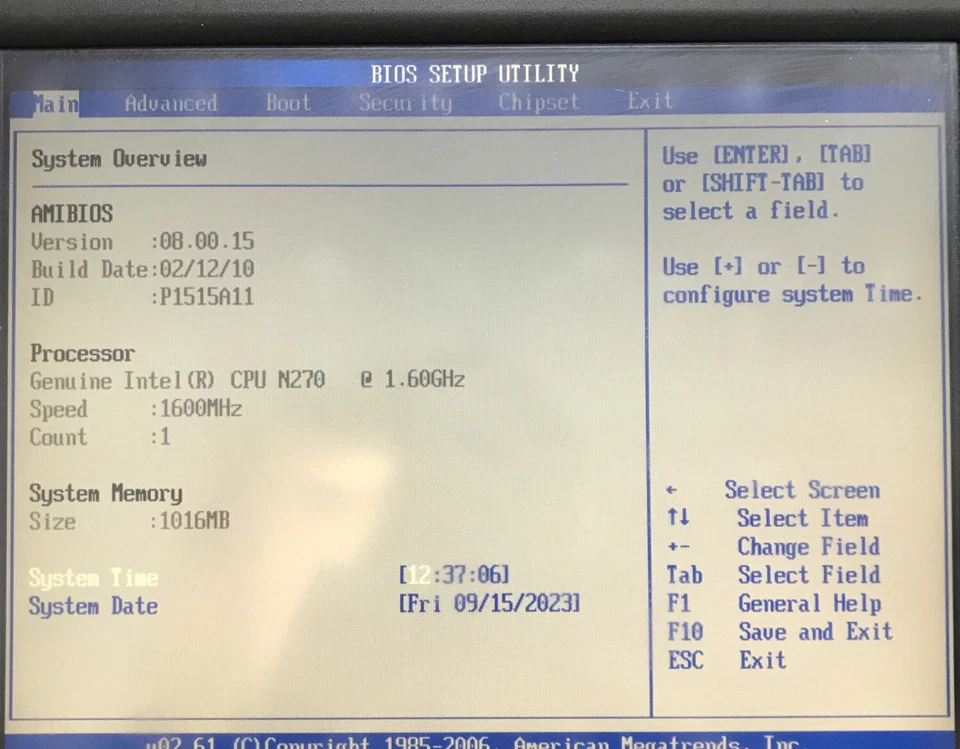 BIOS SETUP UTILITY
Main Advanced Boot Security Chipset Exit
System Overview
AMIBIOS
Version :08.00.15
Build Date:02/12/10
ID :P1515A11
Processor
Genuine Intel(R) CPU N270 @ 1.60GHz
Speed :1600MHz
Count :1
System Memory
Size :1016MB
System Time [12:37:06]
System Date [Fri 09/15/2023]
Use [ENTER], [TAB]
or [SHIFT-TAB] to
select a field.
Use [+] or [-] to
configure system Time.
← Select Screen
↑↓ Select Item
+- Change Field
Tab Select Field
F1 General Help
F10 Save and Exit
ESC Exit
v02.61 (C)Copyright 1985-2006, American Megatrends, Inc.